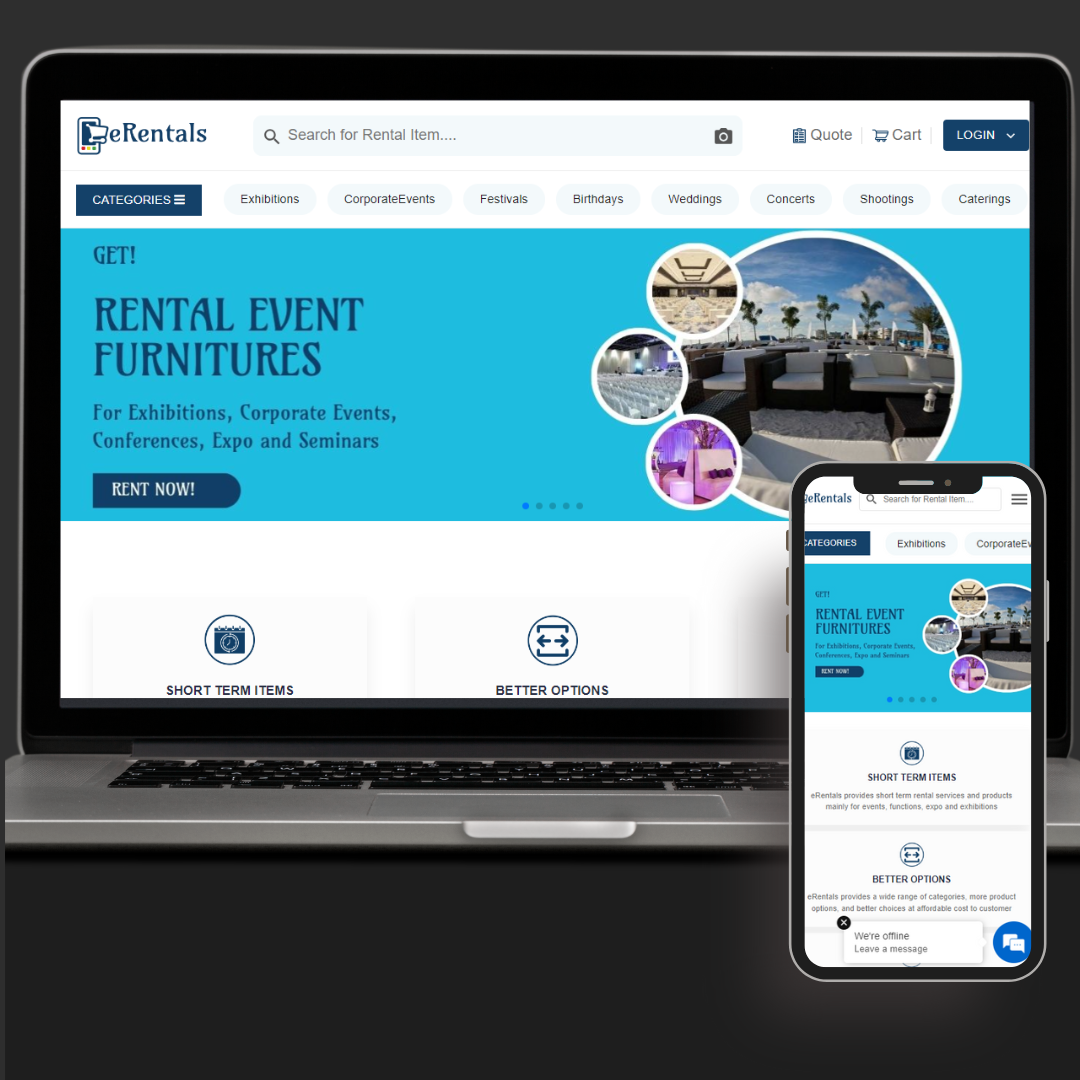 eRentals
Search for Rental Item....
Quote
Cart
LOGIN
CATEGORIES
Exhibitions
CorporateEvents
Festivals
Birthdays
Weddings
Concerts
Shootings
Caterings
GET!
RENTAL EVENT
FURNITURES
For Exhibitions, Corporate Events,
Conferences, Expo and Seminars
RENT NOW!
SHORT TERM ITEMS
BETTER OPTIONS
eRentals
Search for Rental Item....
ATEGORIES
Exhibitions
CorporateEv
GET!
RENTAL EVENT
FURNITURES
For Exhibitions, Corporate Events,
Conferences, Expo and Seminars
RENT NOW!
SHORT TERM ITEMS
eRentals provides short term rental services and products
mainly for events, functions, expo and exhibitions
BETTER OPTIONS
eRentals provides a wide range of categories, more product
options, and better choices at affordable cost to customer
We're offline
Leave a message